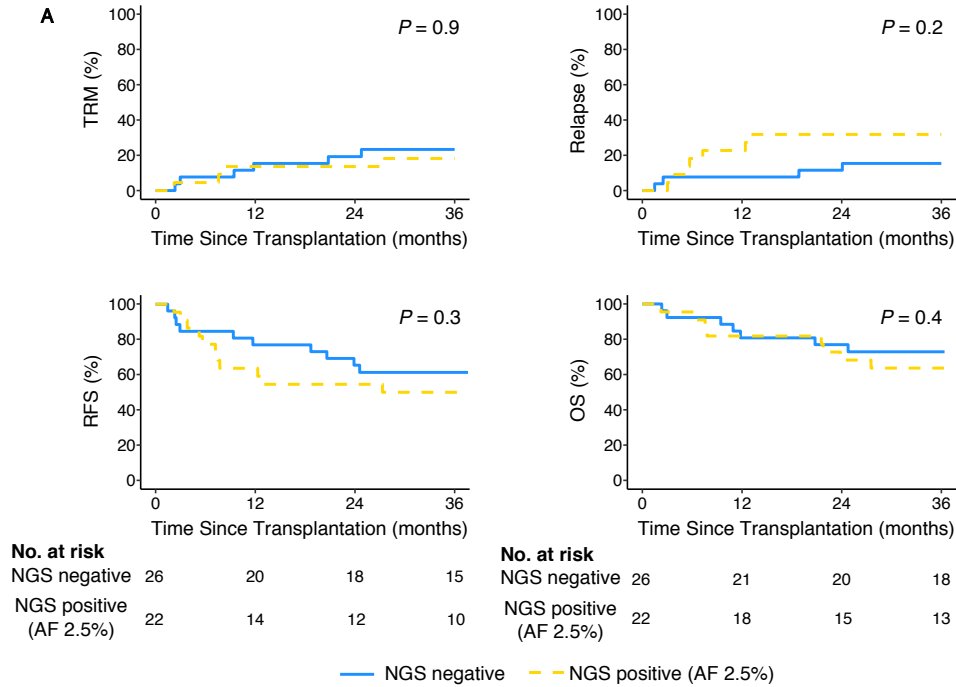 A
P = 0.9
TRM (%)
100
80
60
40
20
0
0 12 24 36
Time Since Transplantation (months)
P = 0.2
Relapse (%)
100
80
60
40
20
0
0 12 24 36
Time Since Transplantation (months)
P = 0.3
RFS (%)
100
80
60
40
20
0
0 12 24 36
Time Since Transplantation (months)
P = 0.4
OS (%)
100
80
60
40
20
0
0 12 24 36
Time Since Transplantation (months)
No. at risk
NGS negative 26 20 18 15
NGS positive
(AF 2.5%) 22 14 12 10
No. at risk
NGS negative 26 21 20 18
NGS positive
(AF 2.5%) 22 18 15 13
NGS negative NGS positive (AF 2.5%)